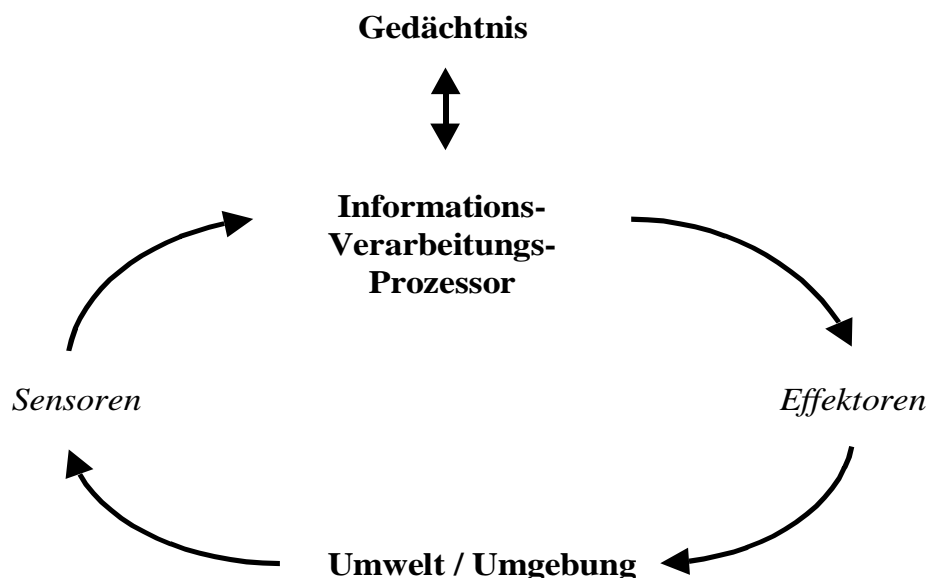 Gedächtnis
Informations-
Verarbeitungs-
Prozessor
Sensoren
Effektoren
Umwelt / Umgebung